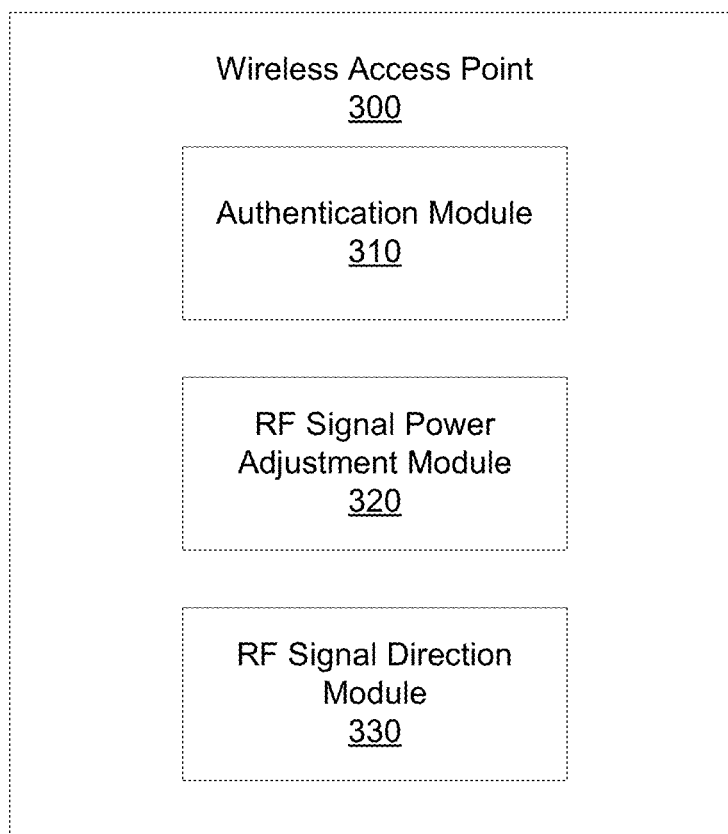 Wireless Access Point
300
Authentication Module
310
RF Signal Power
Adjustment Module
320
RF Signal Direction
Module
330